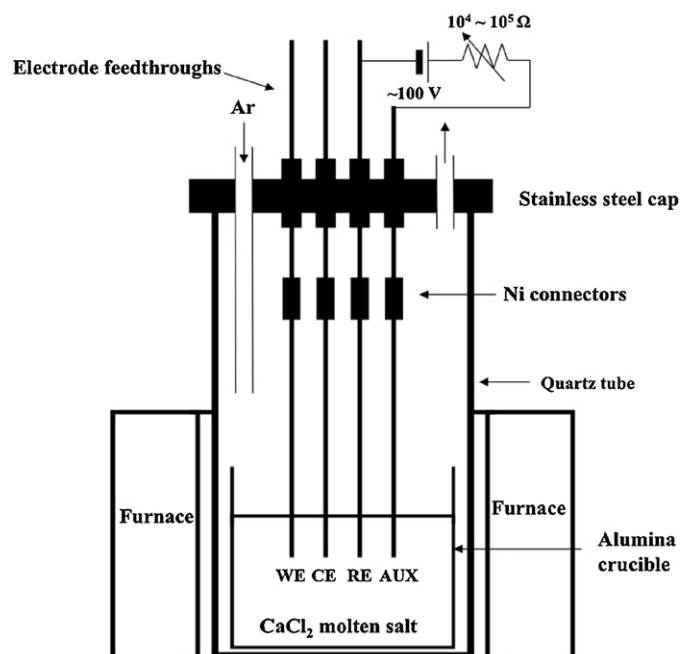 10⁴ ~ 10⁵ Ω
Electrode feedthroughs
~100 V
Ar
Stainless steel cap
Ni connectors
Quartz tube
Furnace
Furnace
Alumina
crucible
WE CE RE AUX
CaCl₂ molten salt